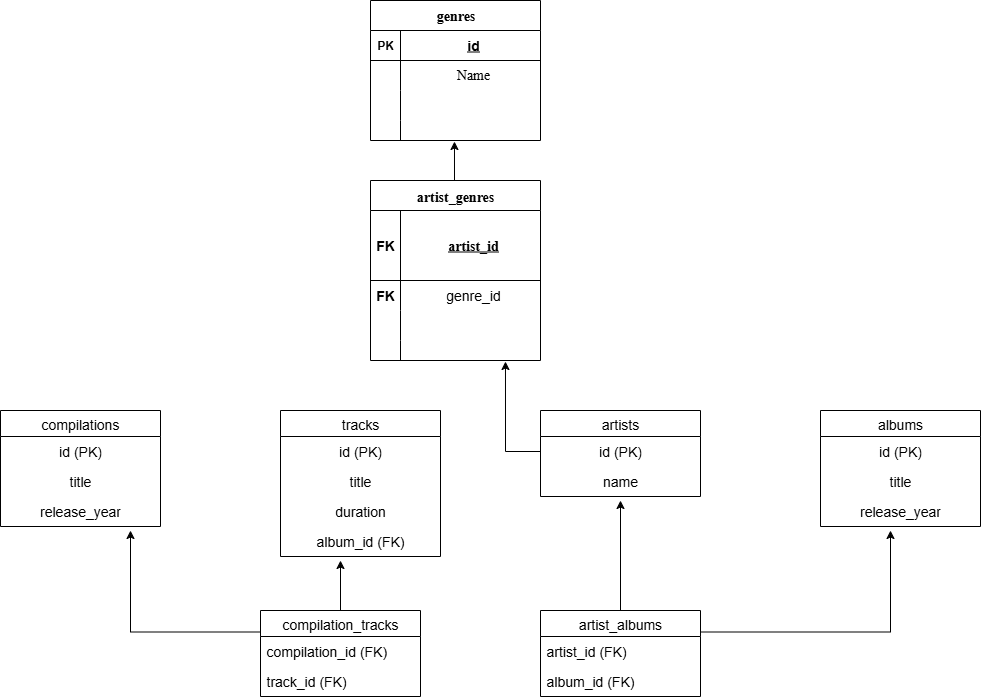 genres
PK id
Name
artist_genres
FK artist_id
FK genre_id
compilations
id (PK)
title
release_year
tracks
id (PK)
title
duration
album_id (FK)
artists
id (PK)
name
albums
id (PK)
title
release_year
compilation_tracks
compilation_id (FK)
track_id (FK)
artist_albums
artist_id (FK)
album_id (FK)